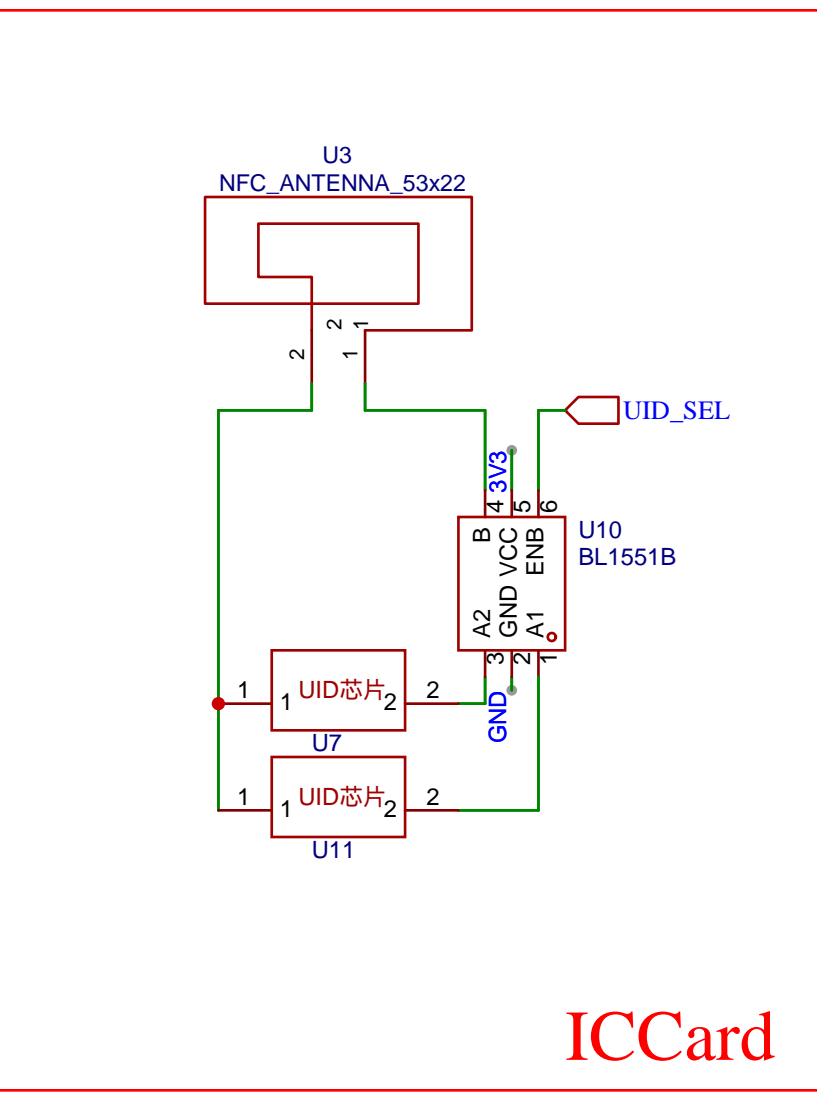 U3
NFC_ANTENNA_53x22
2
1
2
1
UID_SEL
3V3
4
5
6
B
VCC
ENB
U10
BL1551B
A2
GND
A1
3
2
1
GND
1
1
UID芯片
2
2
U7
1
1
UID芯片
2
2
U11
ICCard